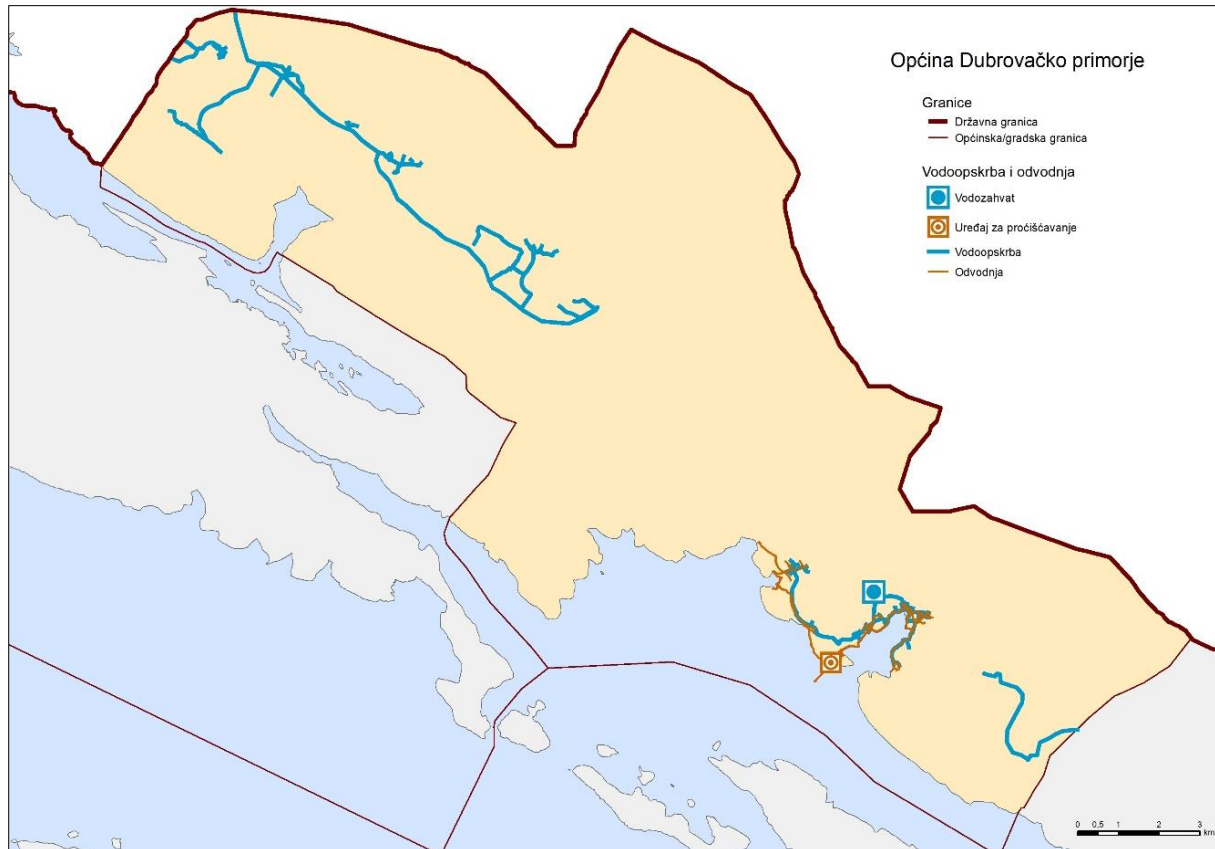 Općina Dubrovačko primorje
Granice
Državna granica
Općinska/gradska granica
Vodoopskrba i odvodnja
Vodozahvat
Uređaj za pročišćavanje
Vodoopskrba
Odvodnja
0 0.5 1 2 3
km